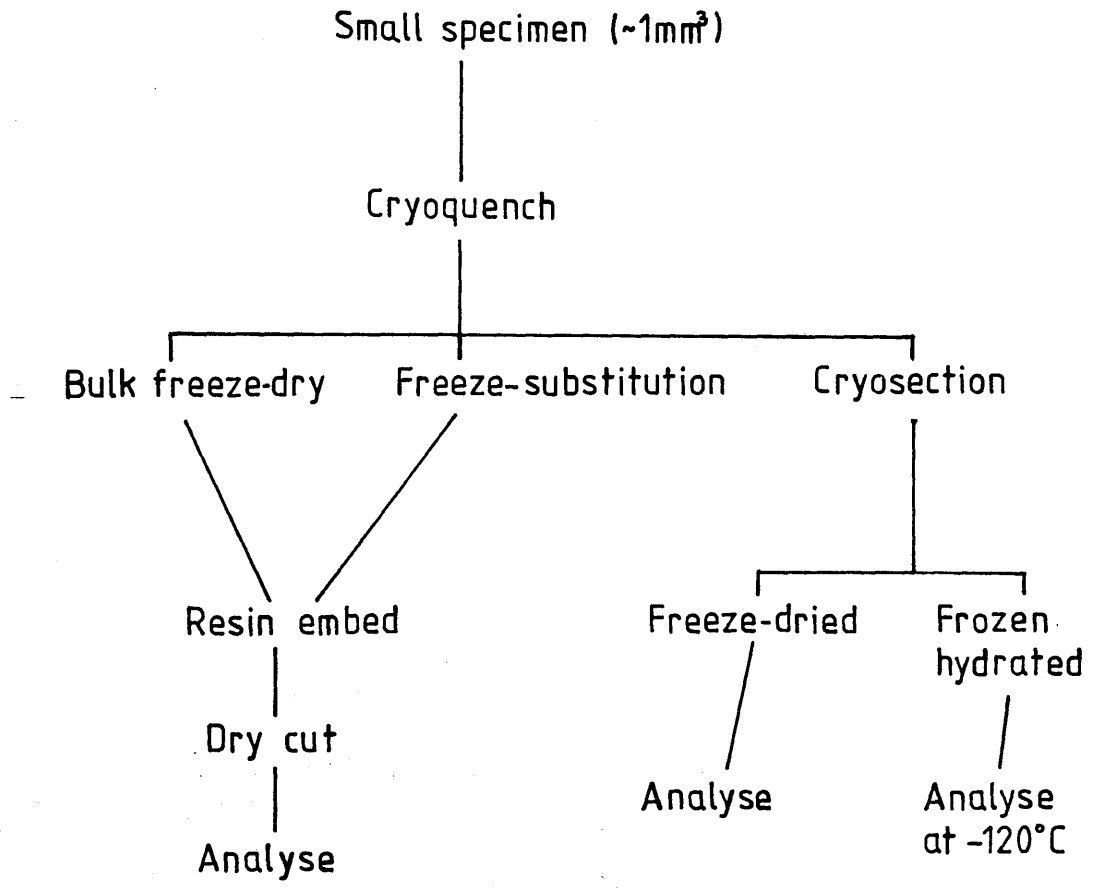 Small specimen (~1mm³)
Cryoquench
Bulk freeze-dry Freeze-substitution Cryosection
Resin embed Freeze-dried Frozen
hydrated
Dry cut
Analyse Analyse
at -120°C
Analyse